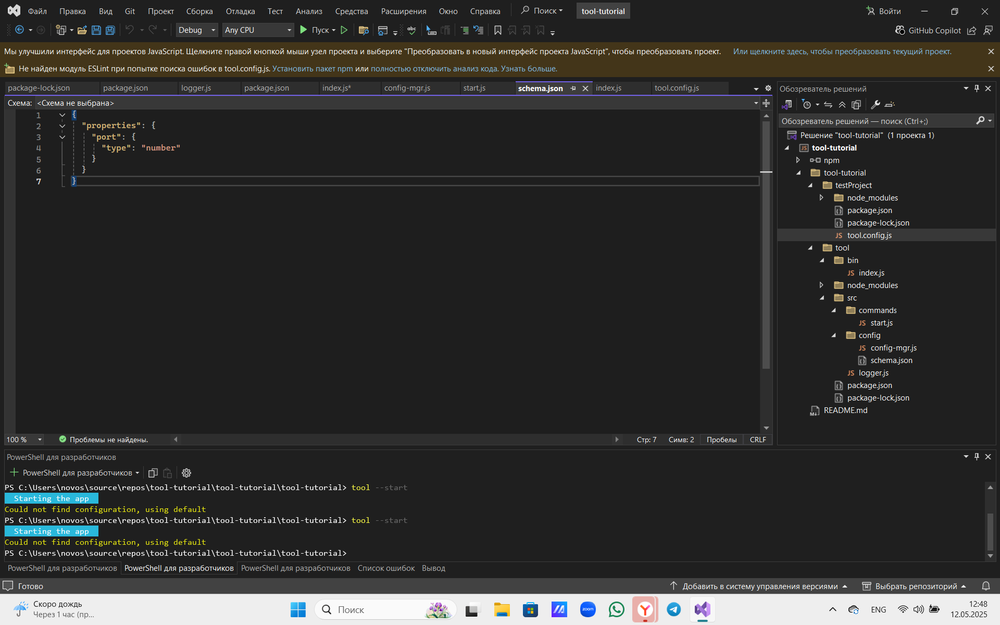 Файл Правка Вид Git Проект Сборка Отладка Тест Анализ Средства Расширения Окно Справка Поиск tool-tutorial Войти
Debug Any CPU Пуск GitHub Copilot
Мы улучшили интерфейс для проектов JavaScript. Щелкните правой кнопкой мыши узел проекта и выберите "Преобразовать в новый интерфейс проекта JavaScript", чтобы преобразовать проект. Или щелкните здесь, чтобы преобразовать текущий проект.
Не найден модуль ESLint при попытке поиска ошибок в tool.config.js. Установить пакет npm или полностью отключить анализ кода. Узнать больше.
package-lock.json package.json logger.js package.json index.js* config-mgr.js start.js schema.json index.js tool.config.js
Схема: <Схема не выбрана>
1 {
2 "properties": {
3 "port": {
4 "type": "number"
5 }
6 }
7 }
100 % Проблемы не найдены. Стр: 7 Симв: 2 Пробелы CRLF
Обозреватель решений
Обозреватель решений — поиск (Ctrl+;)
Решение "tool-tutorial" (1 проекта 1)
tool-tutorial
npm
tool-tutorial
testProject
node_modules
package.json
package-lock.json
tool.config.js
tool
bin
index.js
node_modules
src
commands
start.js
config
config-mgr.js
schema.json
logger.js
package.json
package-lock.json
README.md
PowerShell для разработчиков
PowerShell для разработчиков
PS C:\Users\novos\source\repos\tool-tutorial\tool-tutorial\tool-tutorial> tool --start
Starting the app
Could not find configuration, using default
PS C:\Users\novos\source\repos\tool-tutorial\tool-tutorial\tool-tutorial> tool --start
Starting the app
Could not find configuration, using default
PS C:\Users\novos\source\repos\tool-tutorial\tool-tutorial\tool-tutorial>
PowerShell для разработчиков PowerShell для разработчиков PowerShell для разработчиков Список ошибок Вывод
Готово Добавить в систему управления версиями Выбрать репозиторий
Скоро дождь
Через 1 час (пр...
Поиск
zoom
ENG
12:48
12.05.2025